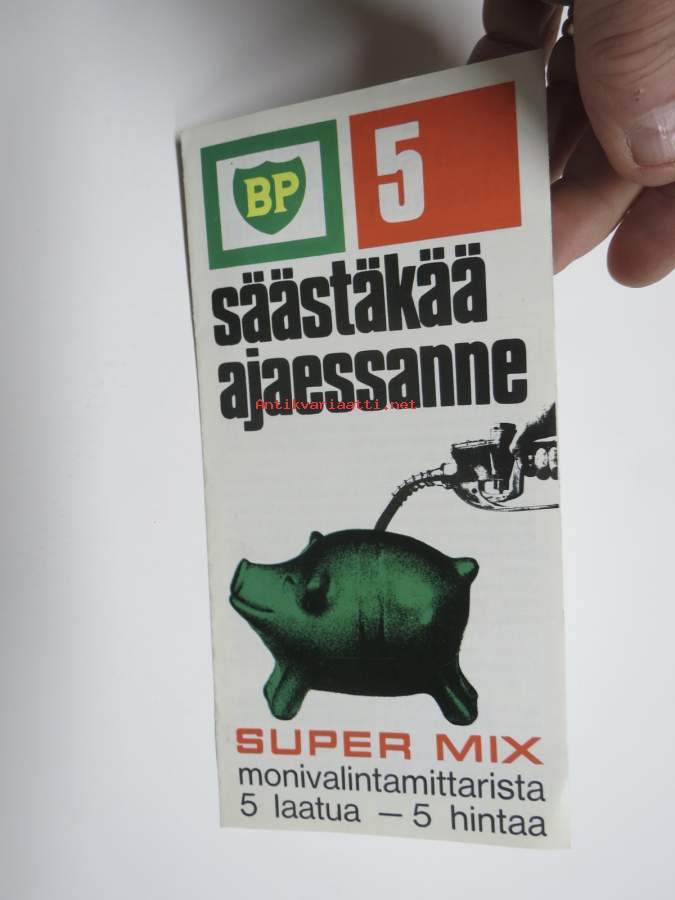 BP
5
säästäkää
ajaessanne
Antikvariaatti.net
SUPER MIX
monivalintamittarista
5 laatua — 5 hintaa